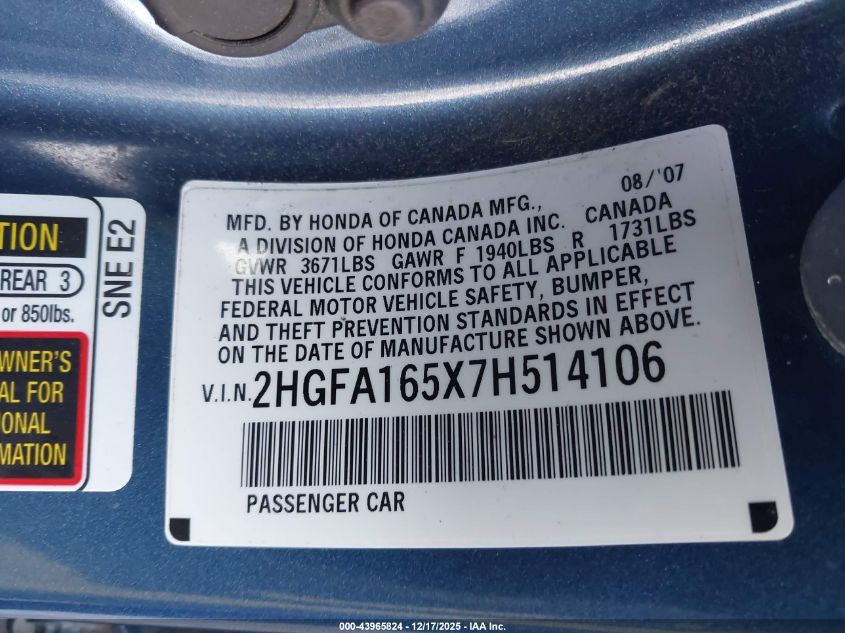 08/'07
MFD. BY HONDA OF CANADA MFG.,
A DIVISION OF HONDA CANADA INC. CANADA
GVWR 3671LBS GAWR F 1940LBS R 1731LBS
THIS VEHICLE CONFORMS TO ALL APPLICABLE
FEDERAL MOTOR VEHICLE SAFETY, BUMPER,
AND THEFT PREVENTION STANDARDS IN EFFECT
ON THE DATE OF MANUFACTURE SHOWN ABOVE.
V.I.N. 2HGFA165X7H514106
PASSENGER CAR
TION
REAR 3
or 850lbs.
WNER'S
AL FOR
IONAL
MATION
SNE E2
000-43965824 - 12/17/2025 - IAA Inc.